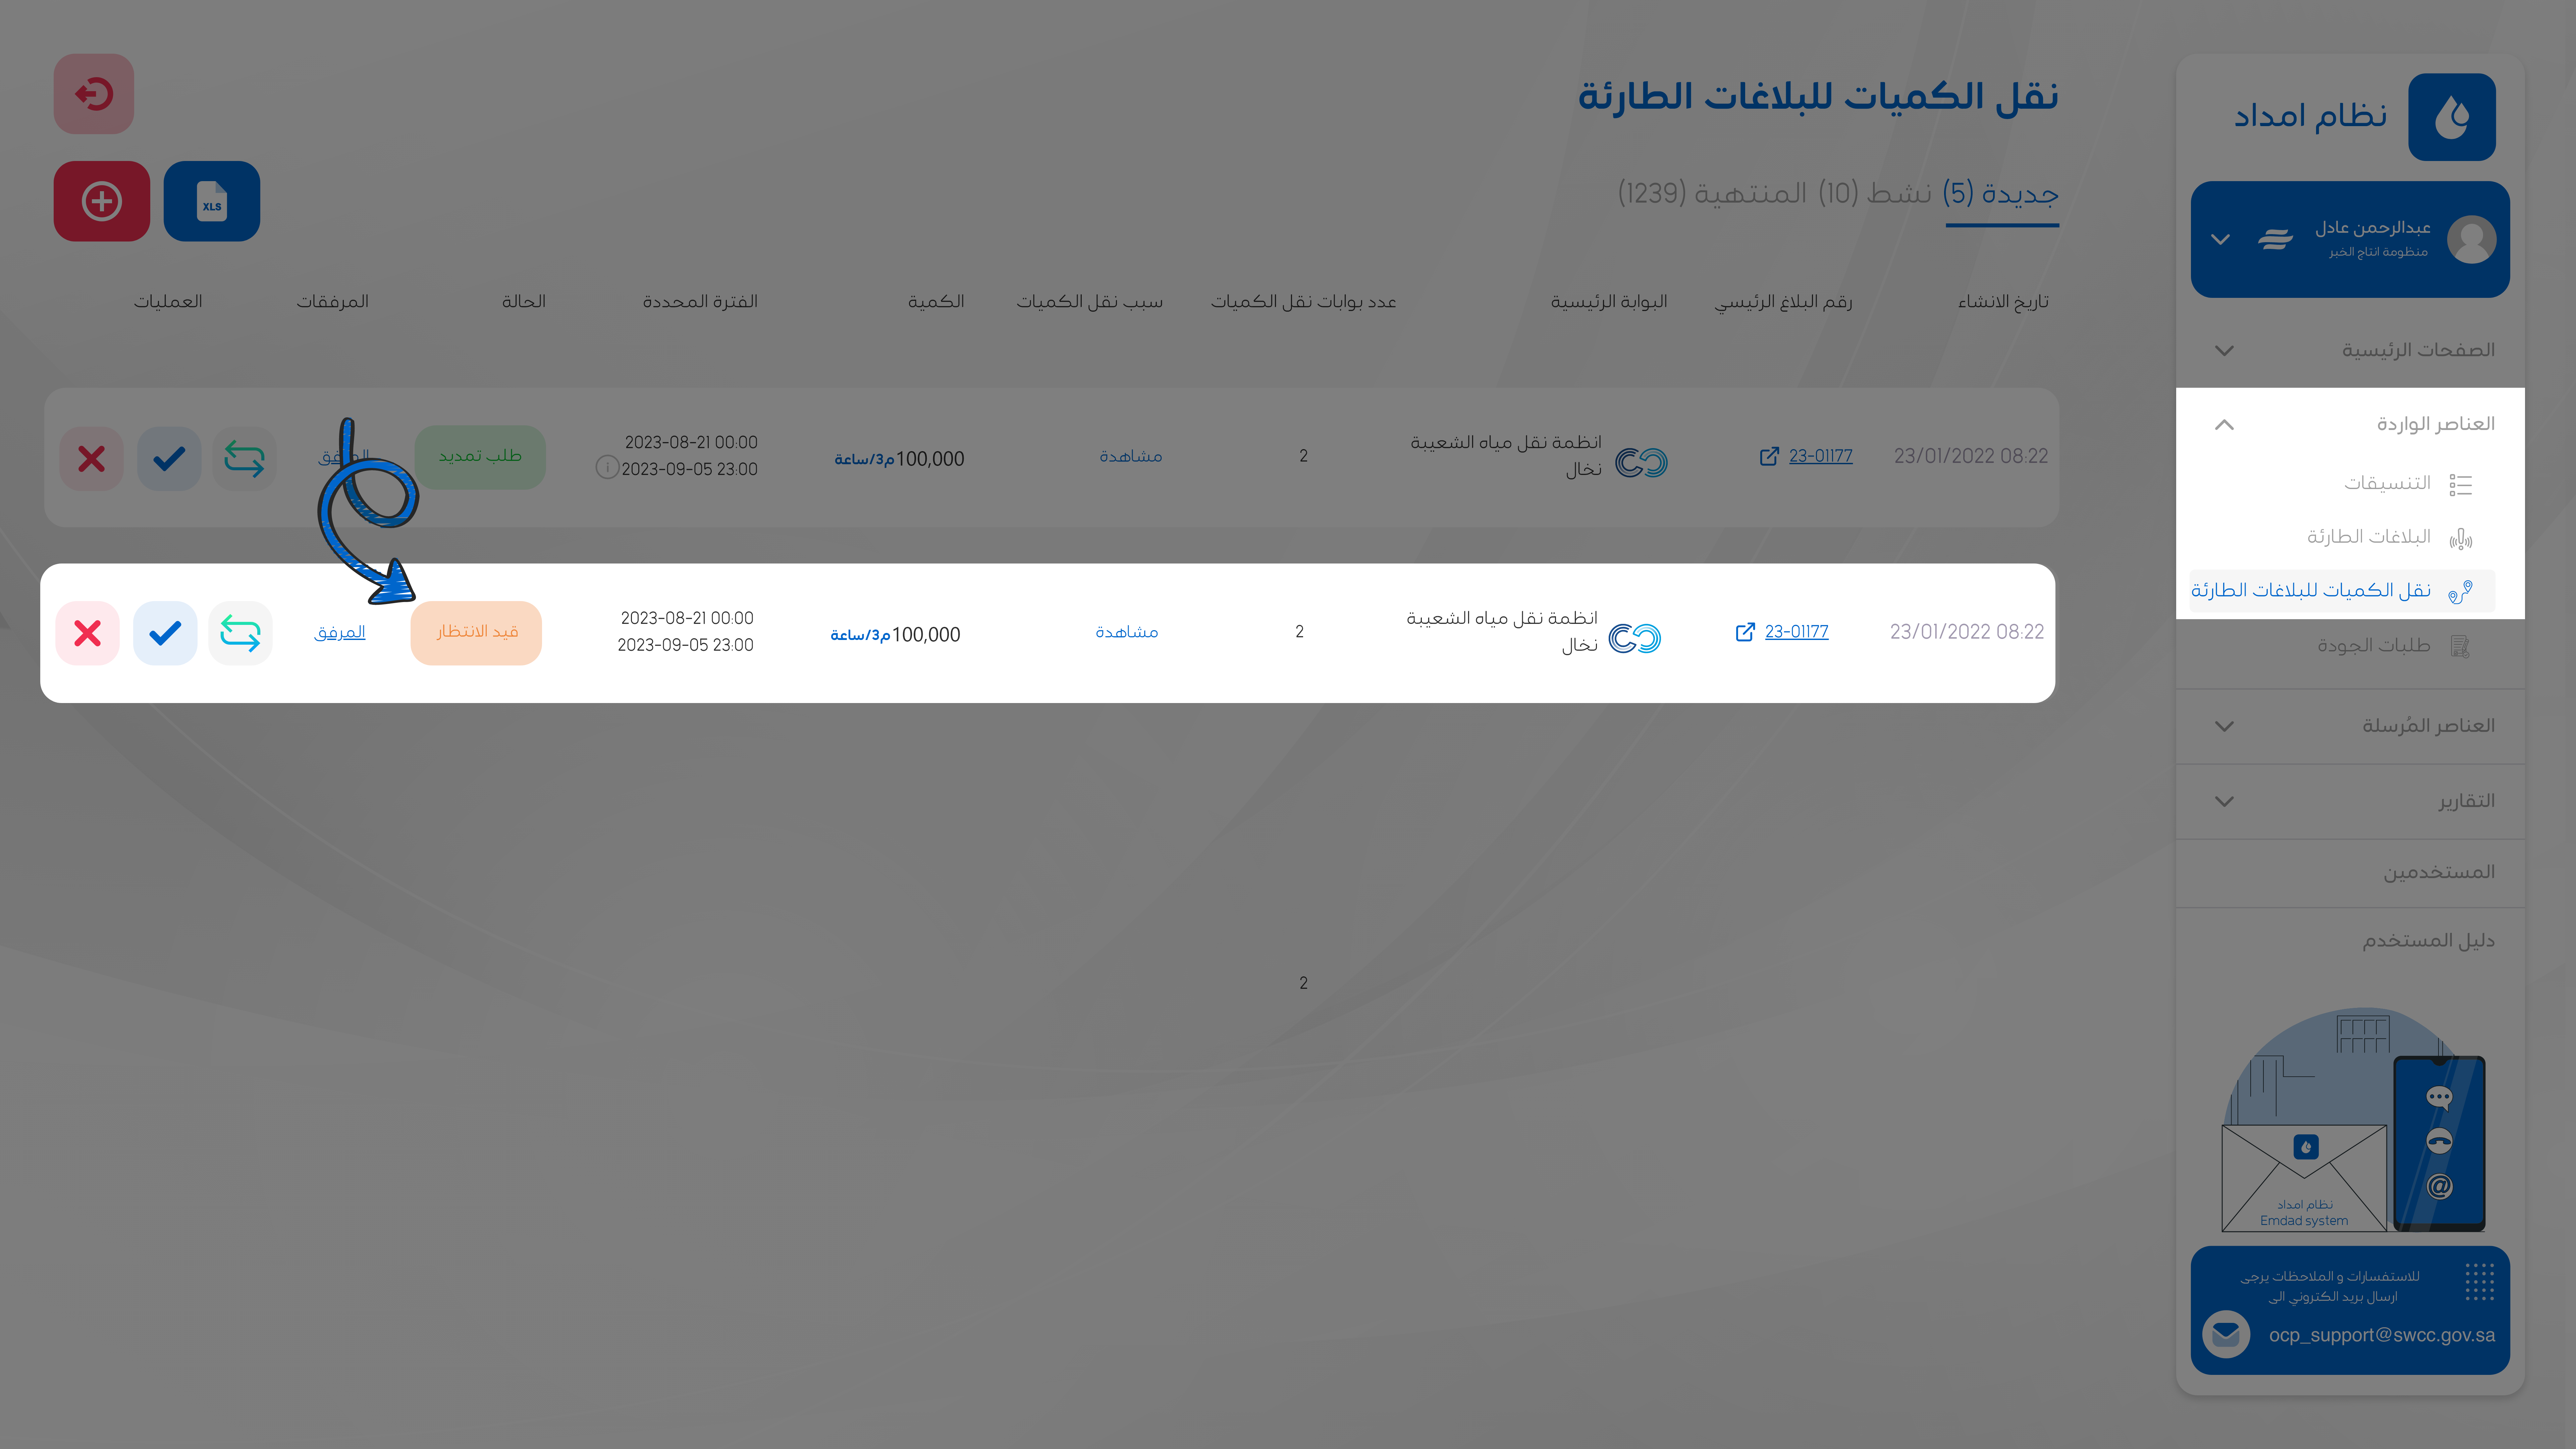 نظام امداد
عبدالرحمن عادل
منظومة انتاج الخبر
الصفحات الرئيسية
العناصر الواردة
التنسيقات
البلاغات الطارئة
نقل الكميات للبلاغات الطارئة
طلبات الجودة
العناصر المُرسلة
التقارير
المستخدمين
دليل المستخدم
نظام امداد
Emdad system
للاستفسارات و الملاحظات يرجى
ارسال بريد الكتروني الى
ocp_support@swcc.gov.sa
نقل الكميات للبلاغات الطارئة
جديدة (5) نشط (10) المنتهية (1239)
XLS
تاريخ الانشاء رقم البلاغ الرئيسي البوابة الرئيسية عدد بوابات نقل الكميات سبب نقل الكميات الكمية الفترة المحددة الحالة المرفقات العمليات
23/01/2022 08:22
23-01177
انظمة نقل مياه الشعيبة
نخال
2
مشاهدة
100,000م3/ساعة
2023-08-21 00:00
2023-09-05 23:00
طلب تمديد
المرفق
23/01/2022 08:22
23-01177
انظمة نقل مياه الشعيبة
نخال
2
مشاهدة
100,000م3/ساعة
2023-08-21 00:00
2023-09-05 23:00
قيد الانتظار
المرفق
2